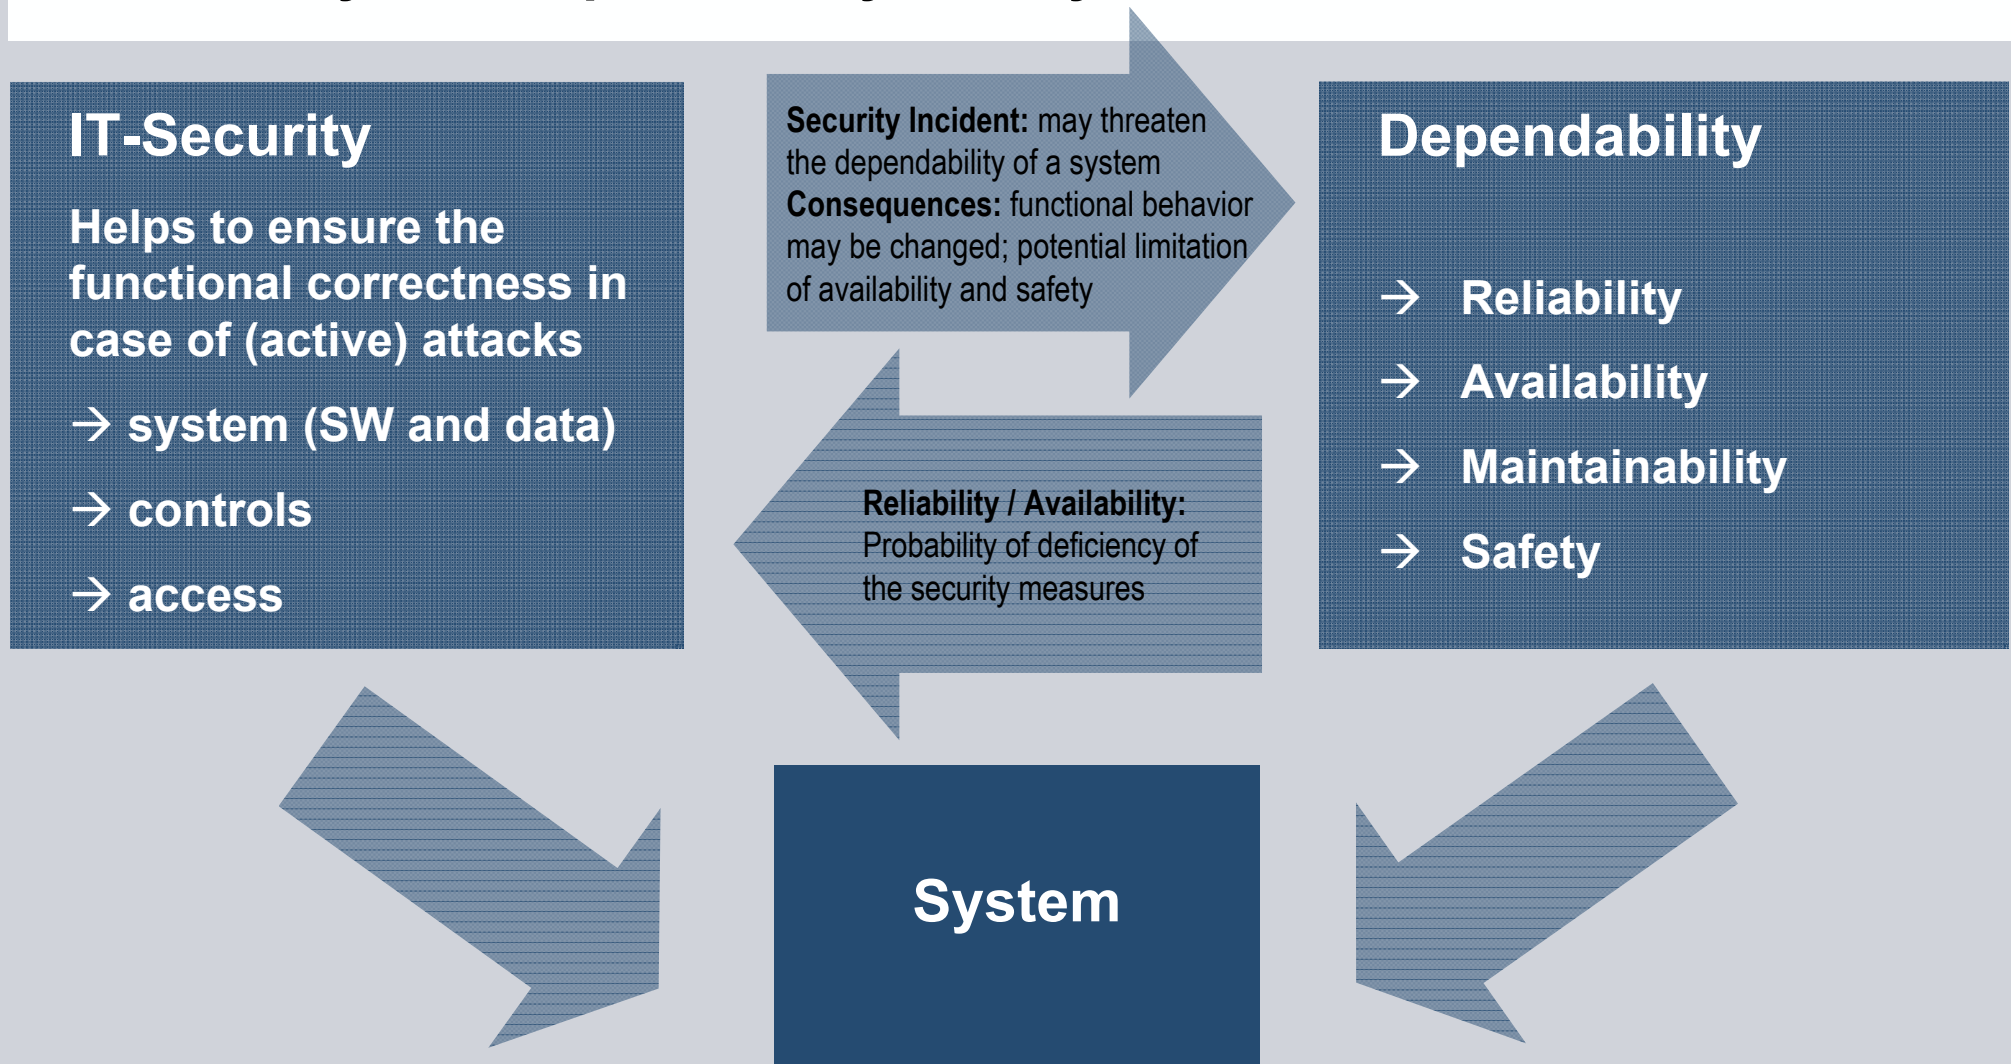 IT-Security
Helps to ensure the
functional correctness in
case of (active) attacks
→ system (SW and data)
→ controls
→ access
Security Incident: may threaten
the dependability of a system
Consequences: functional behavior
may be changed; potential limitation
of availability and safety
Reliability / Availability:
Probability of deficiency of
the security measures
Dependability
→ Reliability
→ Availability
→ Maintainability
→ Safety
System